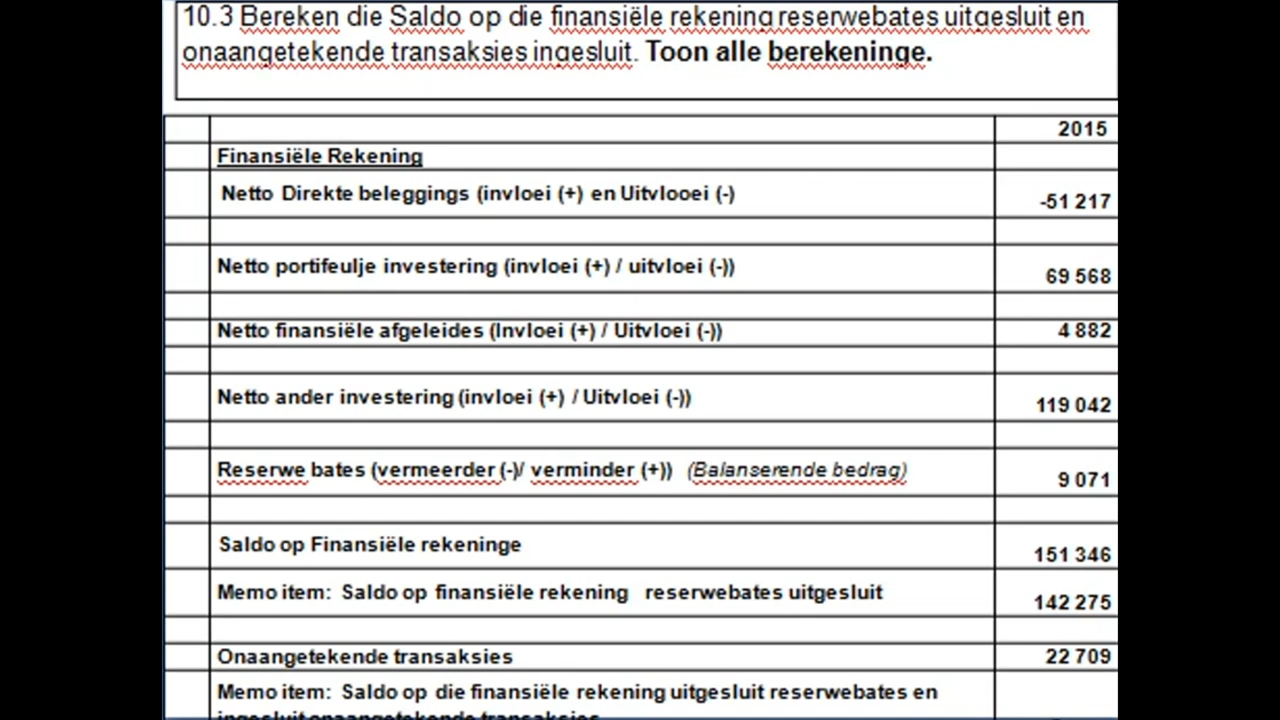 10.3 Bereken die Saldo op die finansiële rekening reserwebates uitgesluit en
onaangetekende transaksies ingesluit. Toon alle berekeninge.
2015
Finansiële Rekening
Netto Direkte beleggings (invloei (+) en Uitvlooei (-)
-51 217
Netto portifeulje investering (invloei (+) / uitvloei (-))
69 568
Netto finansiële afgeleides (Invloei (+) / Uitvloei (-))
4 882
Netto ander investering (invloei (+) / Uitvloei (-))
119 042
Reserwe bates (vermeerder (-)/ verminder (+)) (Balanserende bedrag)
9 071
Saldo op Finansiële rekeninge
151 346
Memo item: Saldo op finansiële rekening reserwebates uitgesluit
142 275
Onaangetekende transaksies
22 709
Memo item: Saldo op die finansiële rekening uitgesluit reserwebates en
ingesluit onaangetekende transaksies